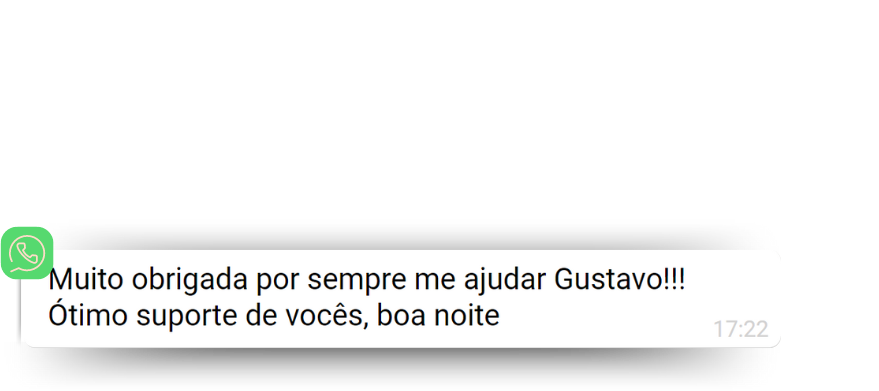 Muito obrigada por sempre me ajudar Gustavo!!!
Ótimo suporte de vocês, boa noite
17:22